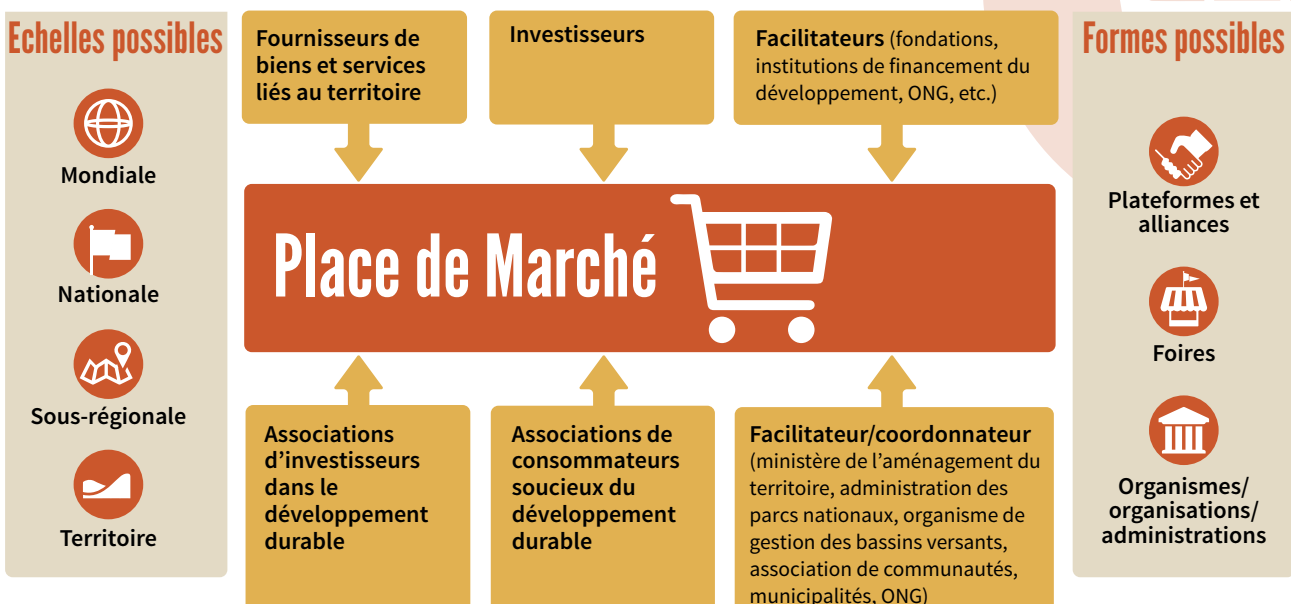 Echelles possibles
Mondiale
Nationale
Sous-régionale
Territoire
Fournisseurs de
biens et services
liés au territoire
Investisseurs
Facilitateurs (fondations,
institutions de financement du
développement, ONG, etc.)
Place de Marché
Associations
d’investisseurs
dans le
développement
durable
Associations de
consommateurs
soucieux du
développement
durable
Facilitateur/coordonnateur
(ministère de l’aménagement du
territoire, administration des
parcs nationaux, organisme de
gestion des bassins versants,
association de communautés,
municipalités, ONG)
Formes possibles
Plateformes et
alliances
Foires
Organismes/
organisations/
administrations